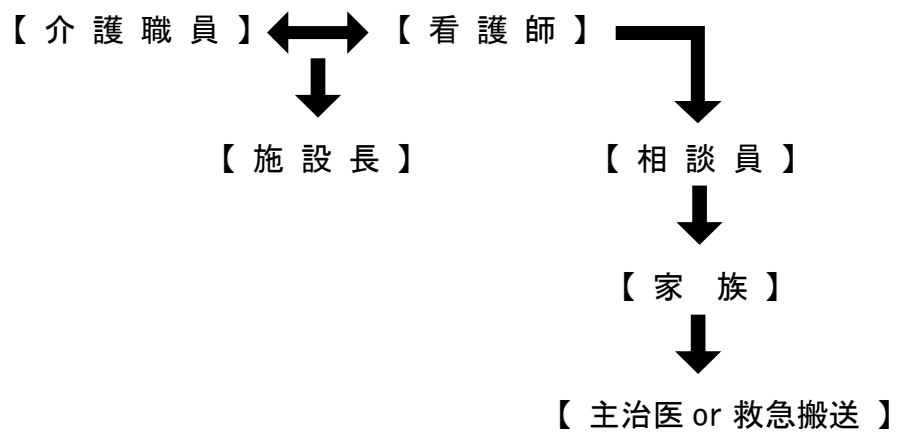 【 介 護 職 員 】 【 看 護 師 】
【 施 設 長 】 【 相 談 員 】
【 家 族 】
【 主治医 or 救急搬送 】